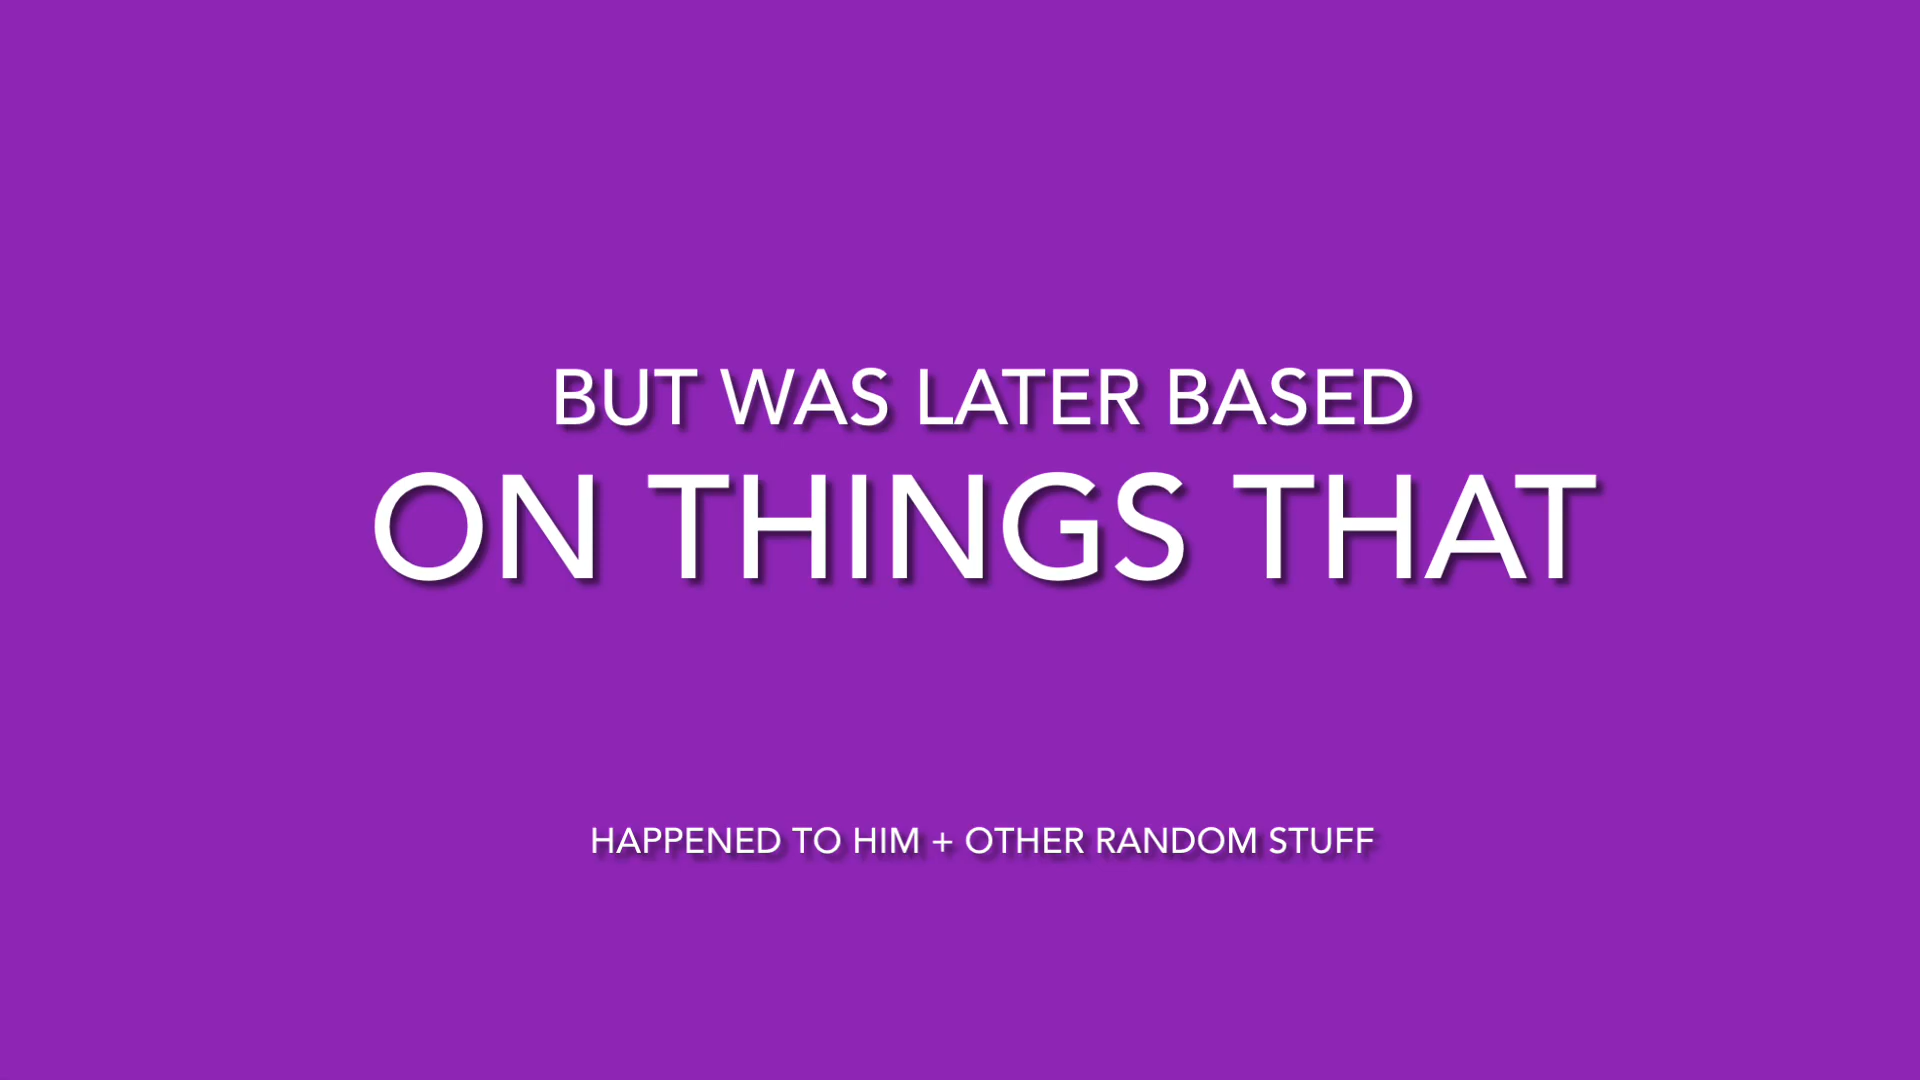 BUT WAS LATER BASED
ON THINGS THAT
HAPPENED TO HIM + OTHER RANDOM STUFF